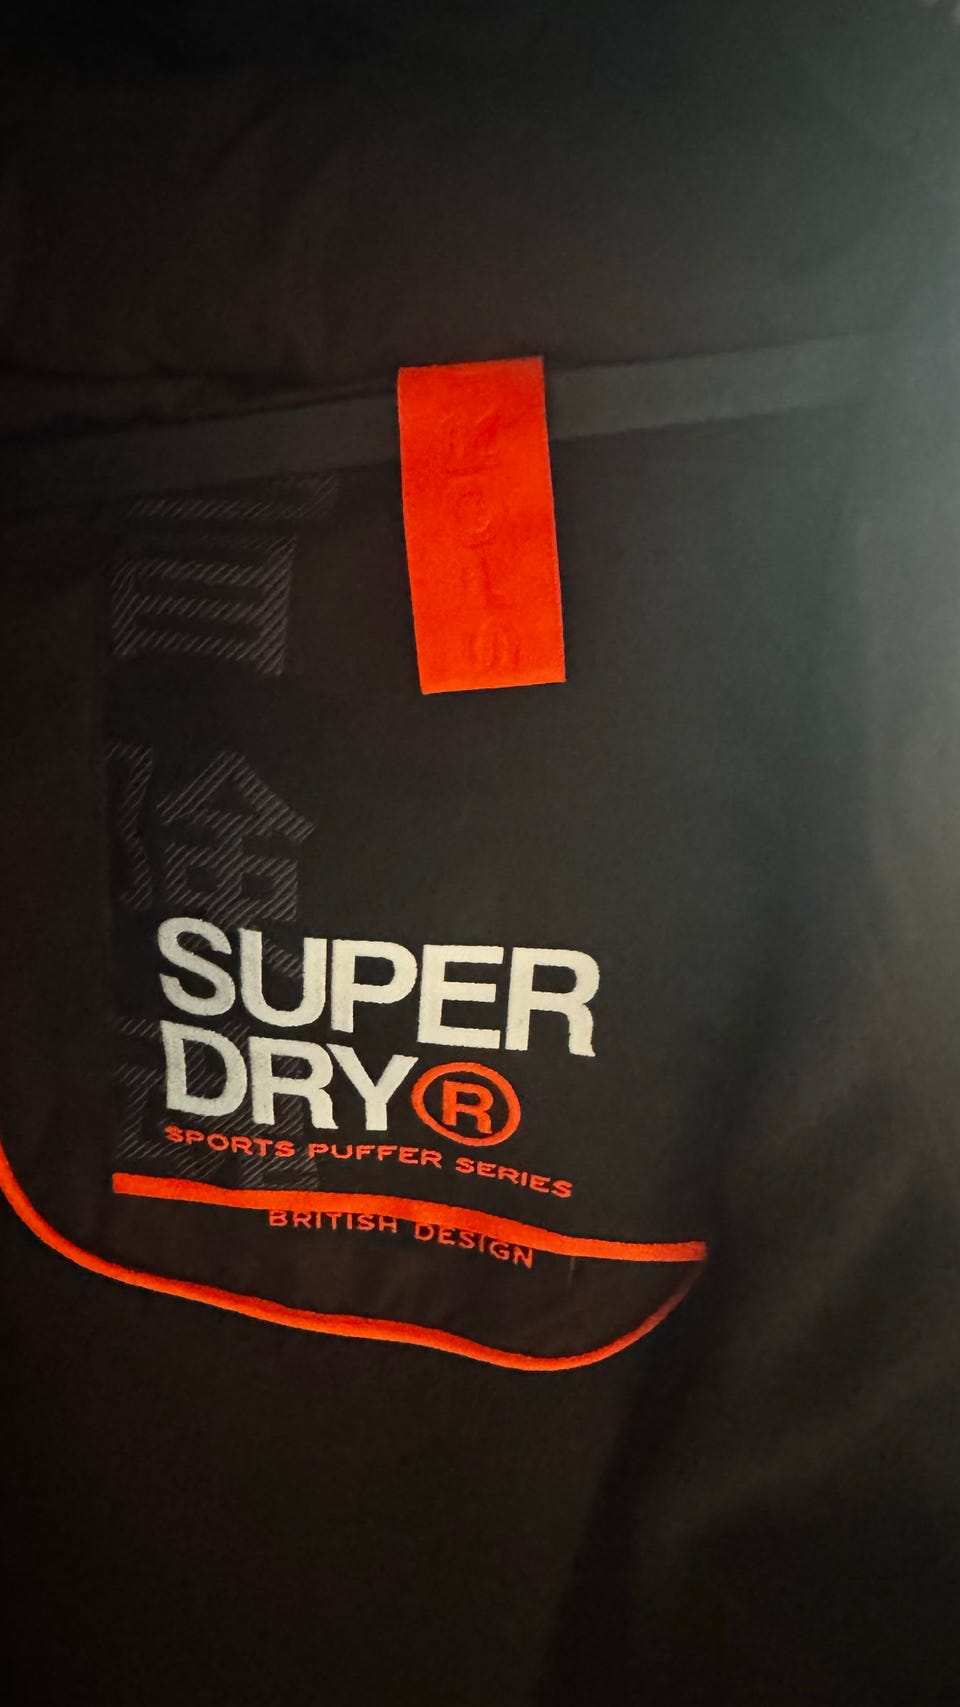 SUPER
DRY®
SPORTS PUFFER SERIES
BRITISH DESIGN